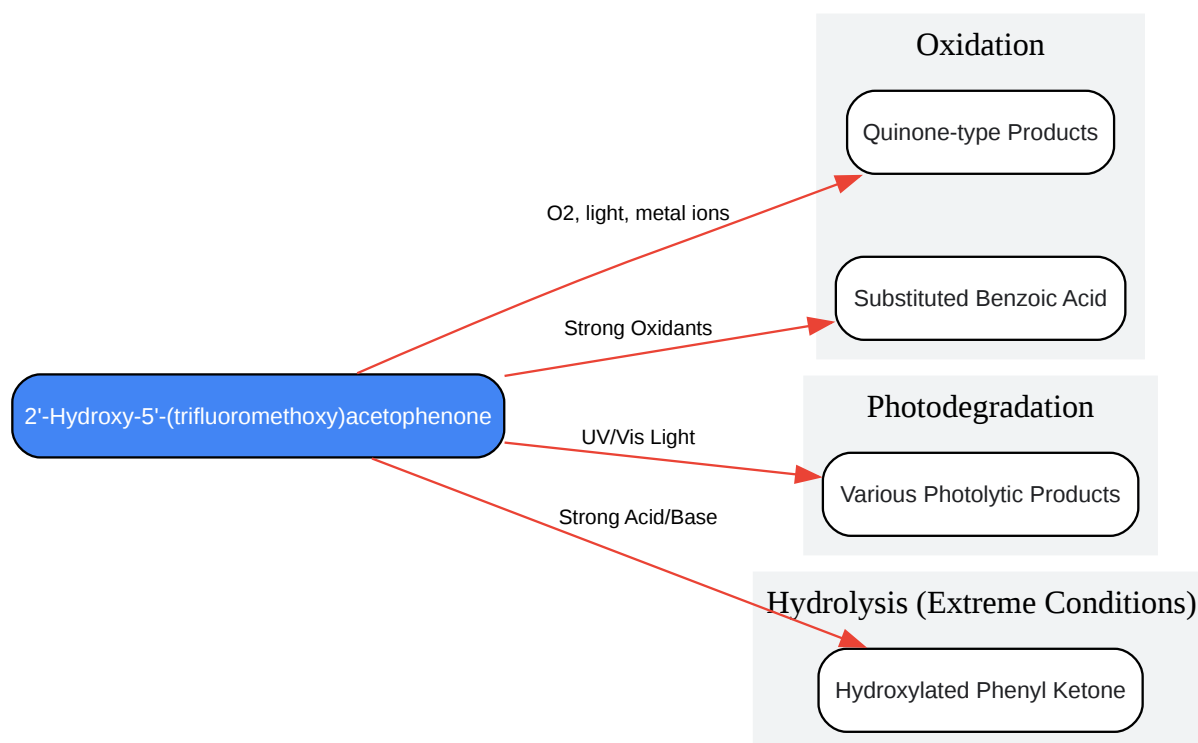 Oxidation
Quinone-type Products
O2, light, metal ions
Substituted Benzoic Acid
Strong Oxidants
2'-Hydroxy-5'-(trifluoromethoxy)acetophenone
Photodegradation
UV/Vis Light
Various Photolytic Products
Strong Acid/Base
Hydrolysis (Extreme Conditions)
Hydroxylated Phenyl Ketone